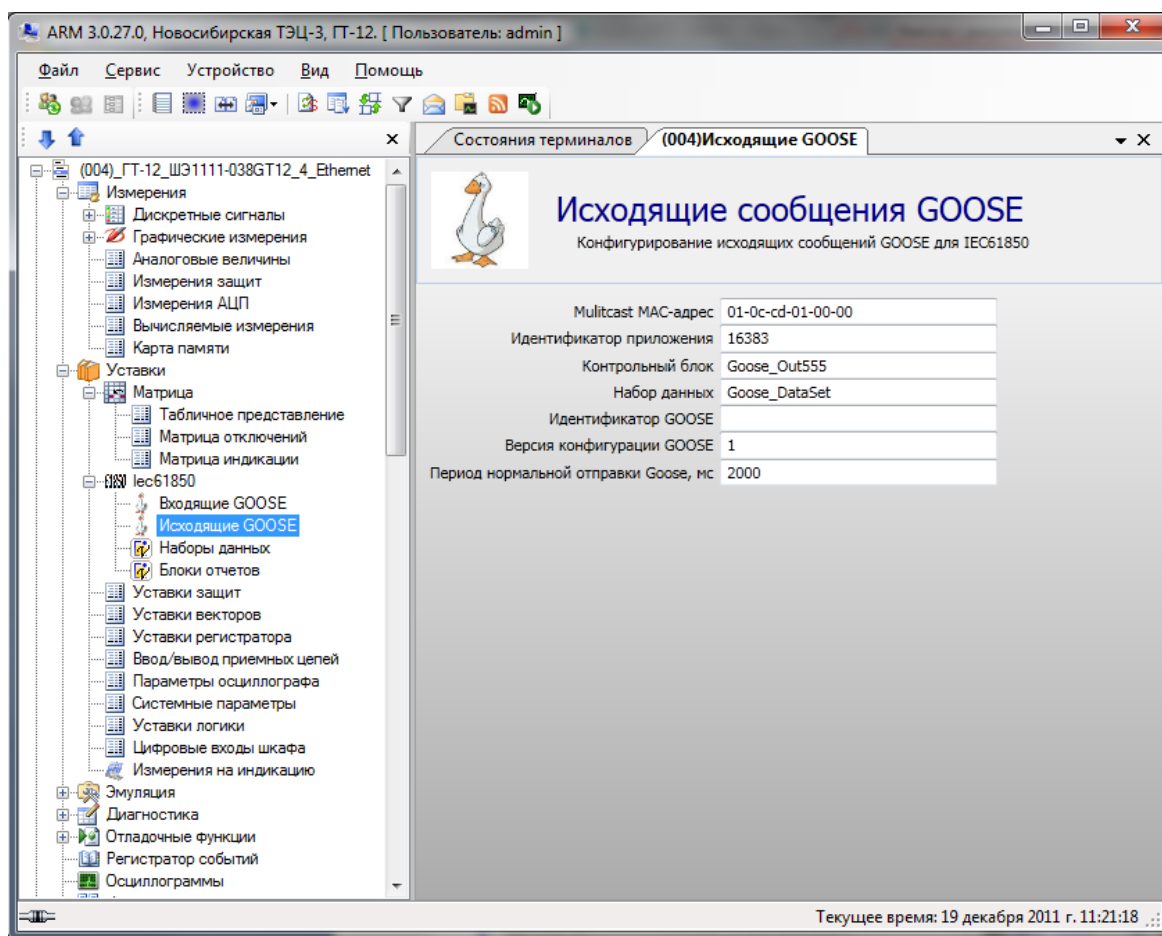 ARM 3.0.27.0, Новосибирская ТЭЦ-3, ГТ-12. [ Пользователь: admin ]
Файл Сервис Устройство Вид Помощь
(004)_ГТ-12_ШЭ1111-038GT12_4_Ethernet
Измерения
Дискретные сигналы
Графические измерения
Аналоговые величины
Измерения защит
Измерения АЦП
Вычисляемые измерения
Карта памяти
Уставки
Матрица
Табличное представление
Матрица отключений
Матрица индикации
Iec61850
Входящие GOOSE
Исходящие GOOSE
Наборы данных
Блоки отчетов
Уставки защит
Уставки векторов
Уставки регистратора
Ввод/вывод приемных цепей
Параметры осциллографа
Системные параметры
Уставки логики
Цифровые входы шкафа
Измерения на индикацию
Эмуляция
Диагностика
Отладочные функции
Регистратор событий
Осциллограммы
Состояния терминалов (004)Исходящие GOOSE
Исходящие сообщения GOOSE
Конфигурирование исходящих сообщений GOOSE для IEC61850
Mulitcast MAC-адрес 01-0c-cd-01-00-00
Идентификатор приложения 16383
Контрольный блок Goose_Out555
Набор данных Goose_DataSet
Идентификатор GOOSE
Версия конфигурации GOOSE 1
Период нормальной отправки Goose, мс 2000
Текущее время: 19 декабря 2011 г. 11:21:18